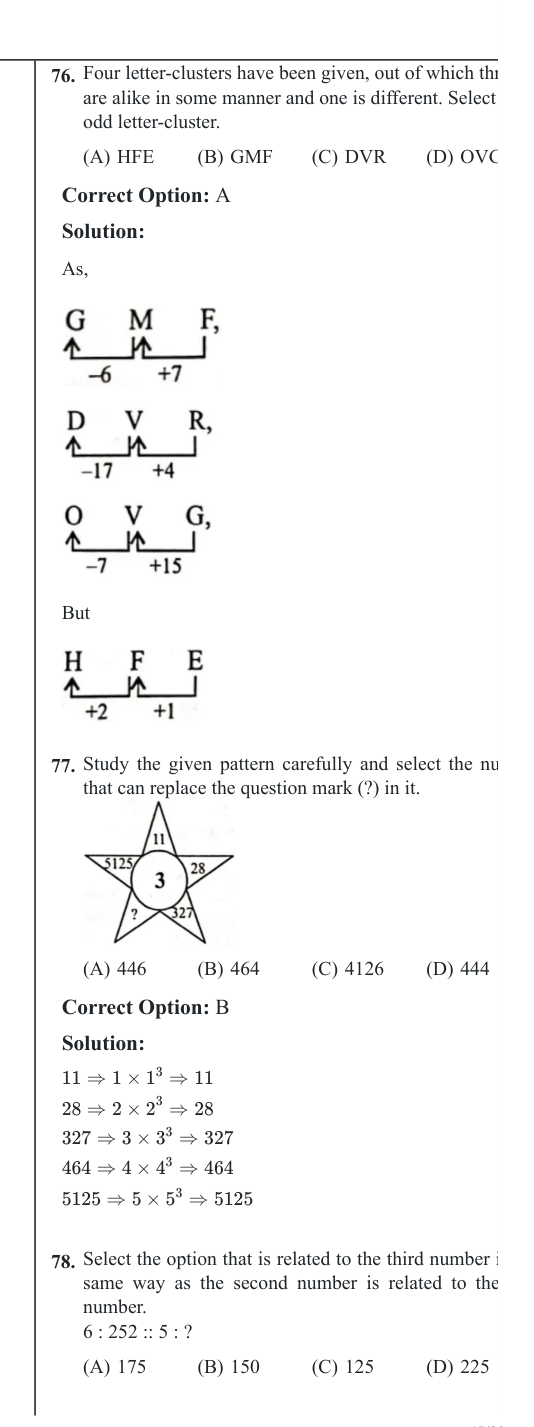 76. Four letter-clusters have been given, out of which thr
are alike in some manner and one is different. Select
odd letter-cluster.
(A) HFE (B) GMF (C) DVR (D) OVG
Correct Option: A
Solution:
As,
G M F,
–6 +7
D V R,
–17 +4
O V G,
–7 +15
But
H F E
+2 +1
77. Study the given pattern carefully and select the nu
that can replace the question mark (?) in it.
11
5125 28
3
? 327
(A) 446 (B) 464 (C) 4126 (D) 444
Correct Option: B
Solution:
11 ⇒ 1 × 1³ ⇒ 11
28 ⇒ 2 × 2³ ⇒ 28
327 ⇒ 3 × 3³ ⇒ 327
464 ⇒ 4 × 4³ ⇒ 464
5125 ⇒ 5 × 5³ ⇒ 5125
78. Select the option that is related to the third number i
same way as the second number is related to the
number.
6 : 252 :: 5 : ?
(A) 175 (B) 150 (C) 125 (D) 225